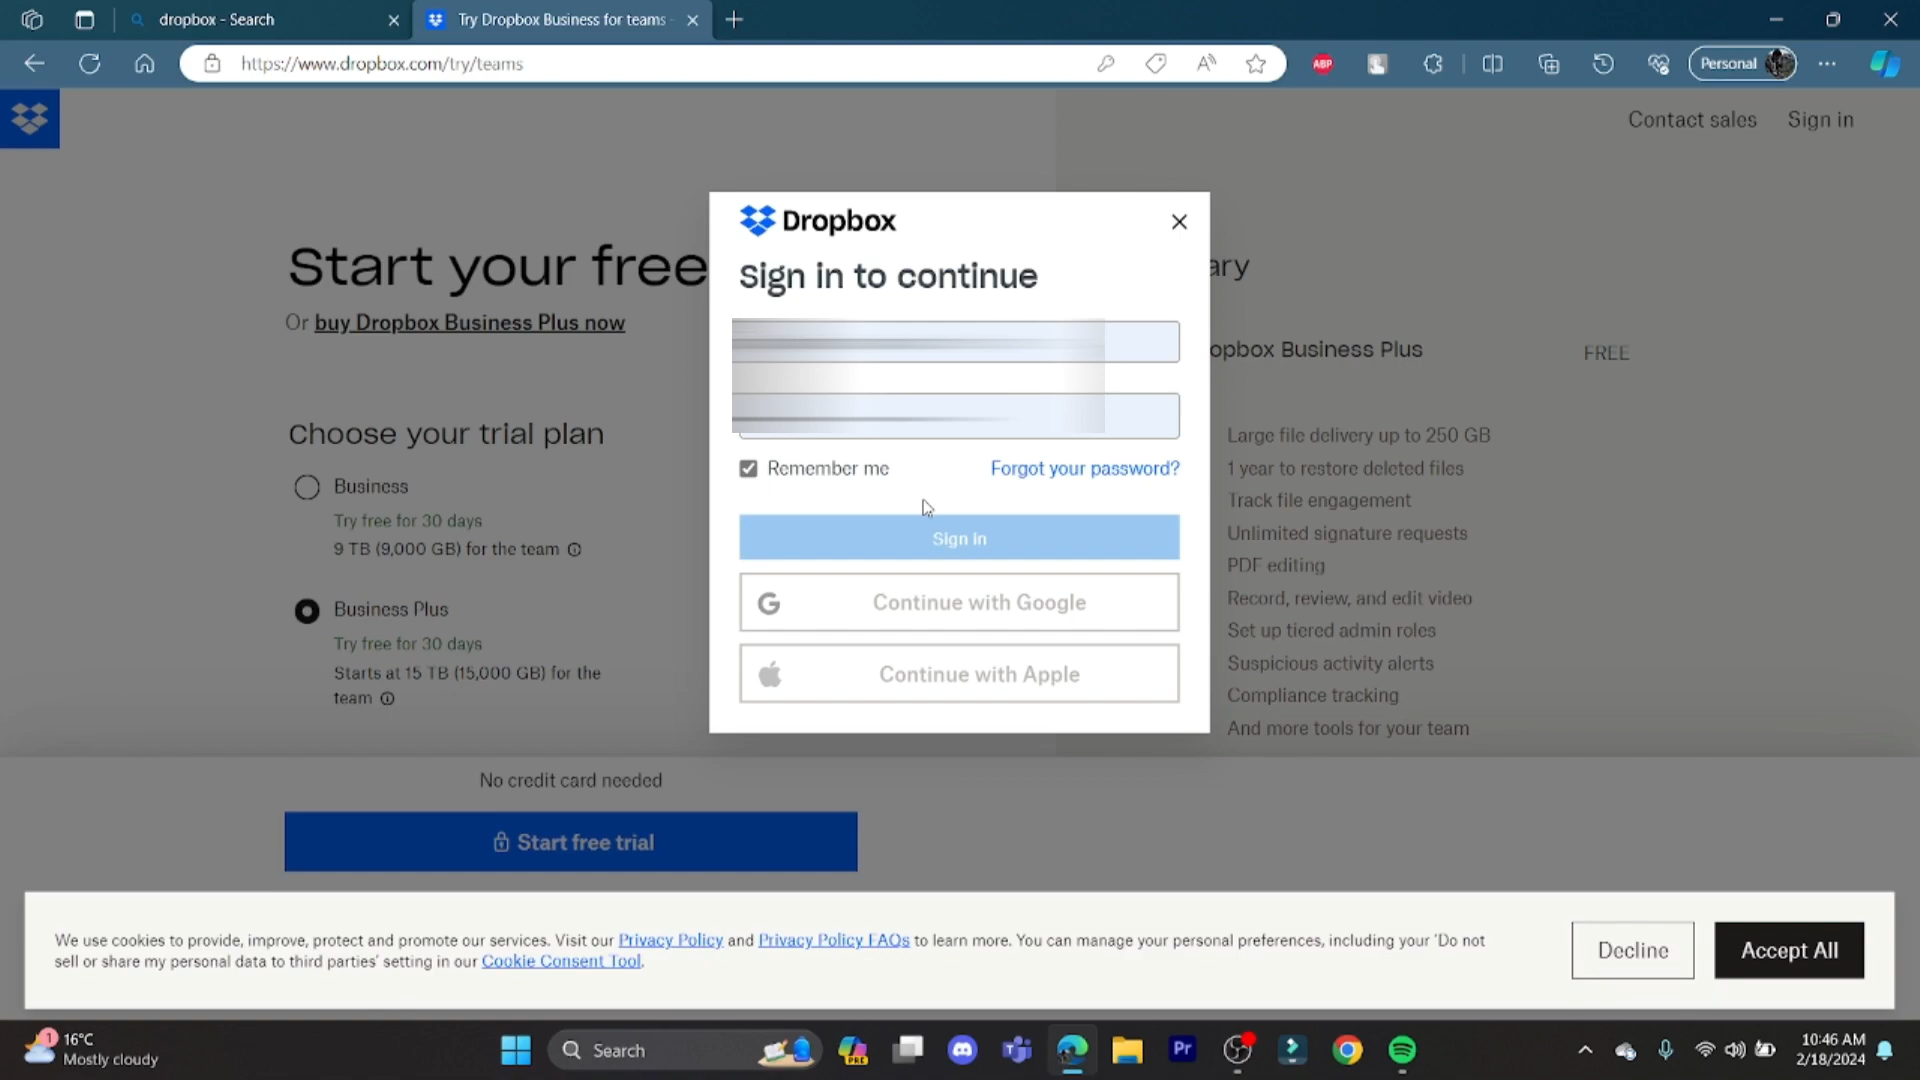 dropbox - Search
Try Dropbox Business for teams -
https://www.dropbox.com/try/teams
ABP
Personal
Contact sales
Sign in
Start your free
Or buy Dropbox Business Plus now
Choose your trial plan
Business
Try free for 30 days
9 TB (9,000 GB) for the team
Business Plus
Try free for 30 days
Starts at 15 TB (15,000 GB) for the
team
No credit card needed
Start free trial
Dropbox
Sign in to continue
Remember me
Forgot your password?
Sign in
Continue with Google
Continue with Apple
ary
opbox Business Plus
FREE
Large file delivery up to 250 GB
1 year to restore deleted files
Track file engagement
Unlimited signature requests
PDF editing
Record, review, and edit video
Set up tiered admin roles
Suspicious activity alerts
Compliance tracking
And more tools for your team
We use cookies to provide, improve, protect and promote our services. Visit our Privacy Policy and Privacy Policy FAQs to learn more. You can manage your personal preferences, including your 'Do not
sell or share my personal data to third parties' setting in our Cookie Consent Tool.
Decline
Accept All
1
16°C
Mostly cloudy
Search
PRE
Pr
10:46 AM
2/18/2024